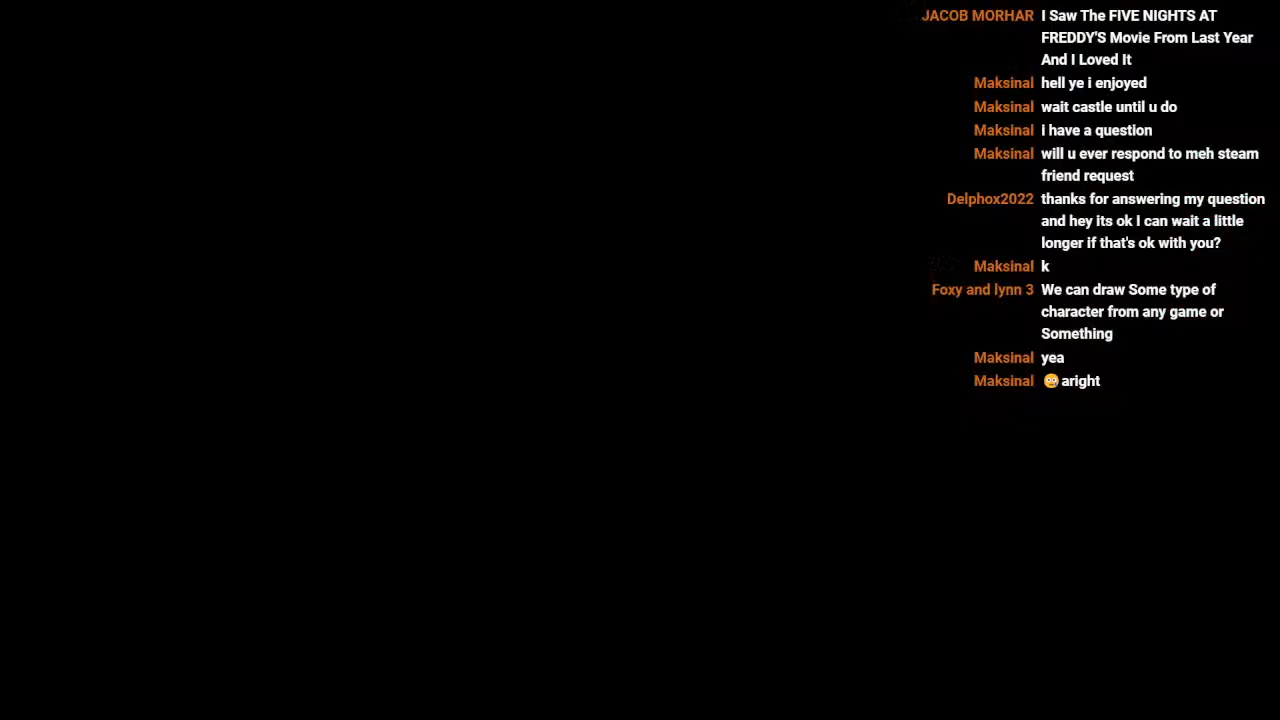 JACOB MORHAR I Saw The FIVE NIGHTS AT
FREDDY'S Movie From Last Year
And I Loved It
Maksinal hell ye i enjoyed
Maksinal wait castle until u do
Maksinal i have a question
Maksinal will u ever respond to meh steam
friend request
Delphox2022 thanks for answering my question
and hey its ok I can wait a little
longer if that's ok with you?
Maksinal k
Foxy and lynn 3 We can draw Some type of
character from any game or
Something
Maksinal yea
Maksinal 😳aright